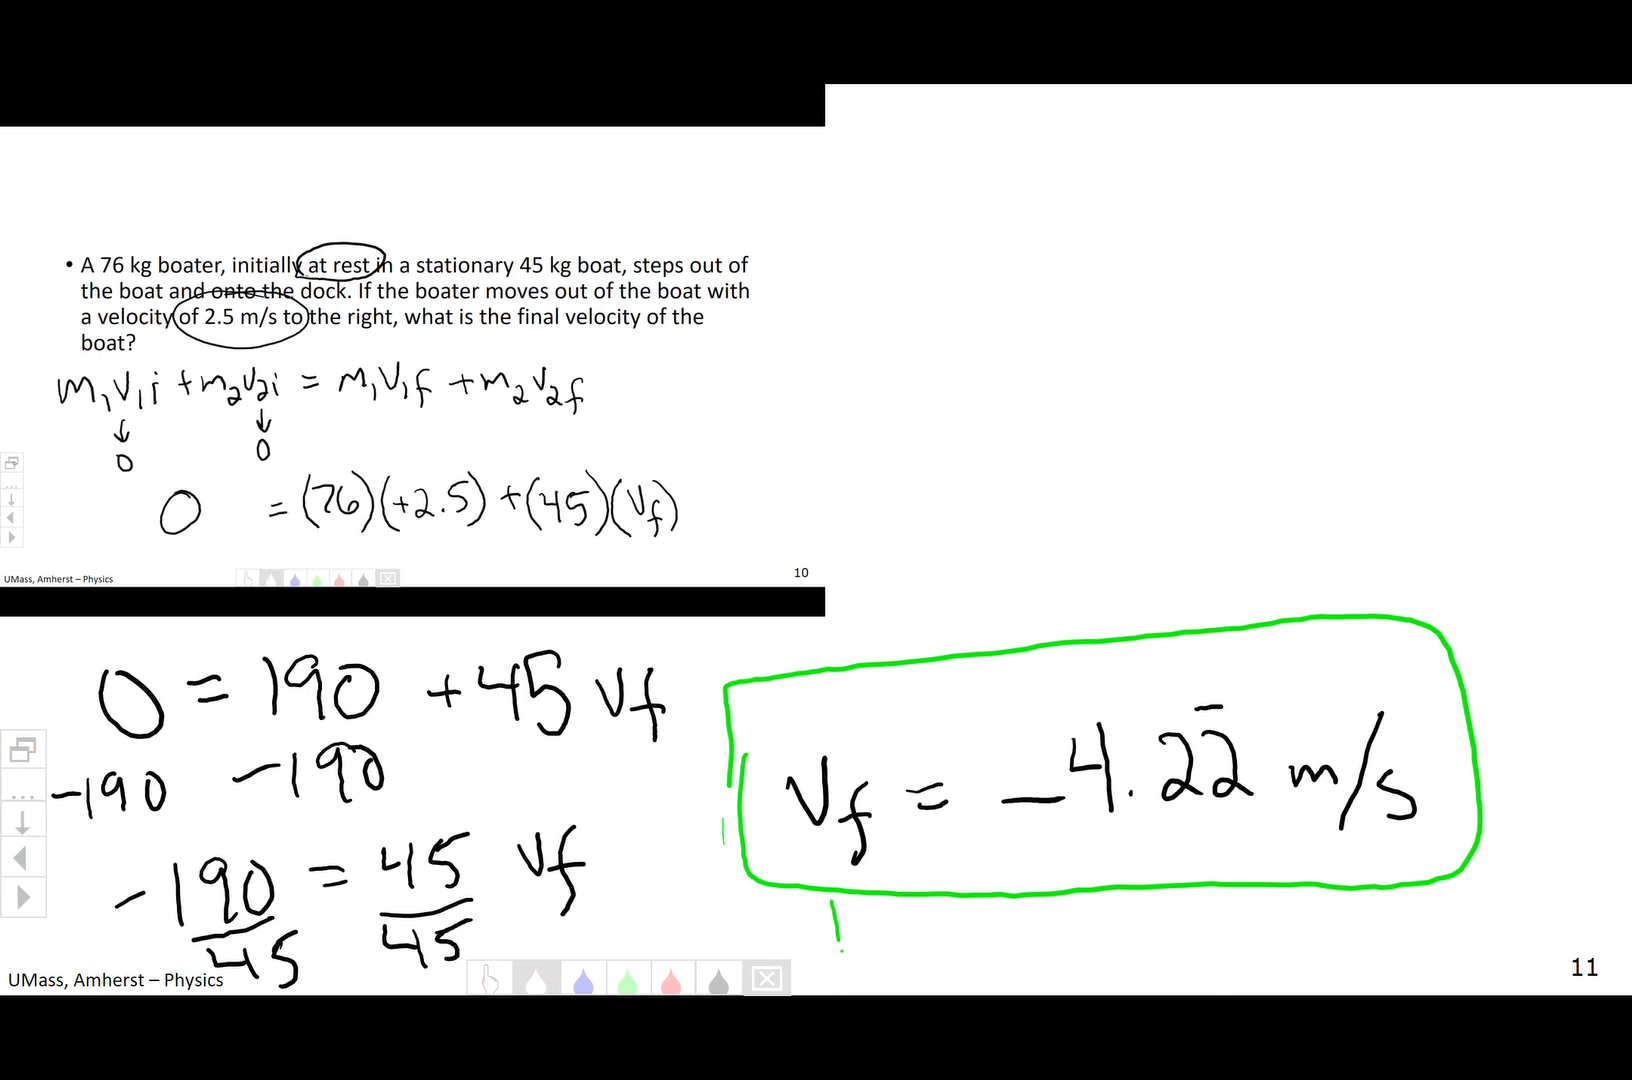 • A 76 kg boater, initially at rest in a stationary 45 kg boat, steps out of
the boat and onto the dock. If the boater moves out of the boat with
a velocity of 2.5 m/s to the right, what is the final velocity of the
boat?
m₁v₁i + m₂v₂i = m₁v₁f + m₂v₂f
↓ ↓
0 0
0 = (76)(+2.5) + (45)(vf)
UMass, Amherst – Physics
10
0 = 190 + 45 vf
-190 -190
-190 = 45 vf
45 45
vf = -4.22̅ m/s
UMass, Amherst – Physics
11